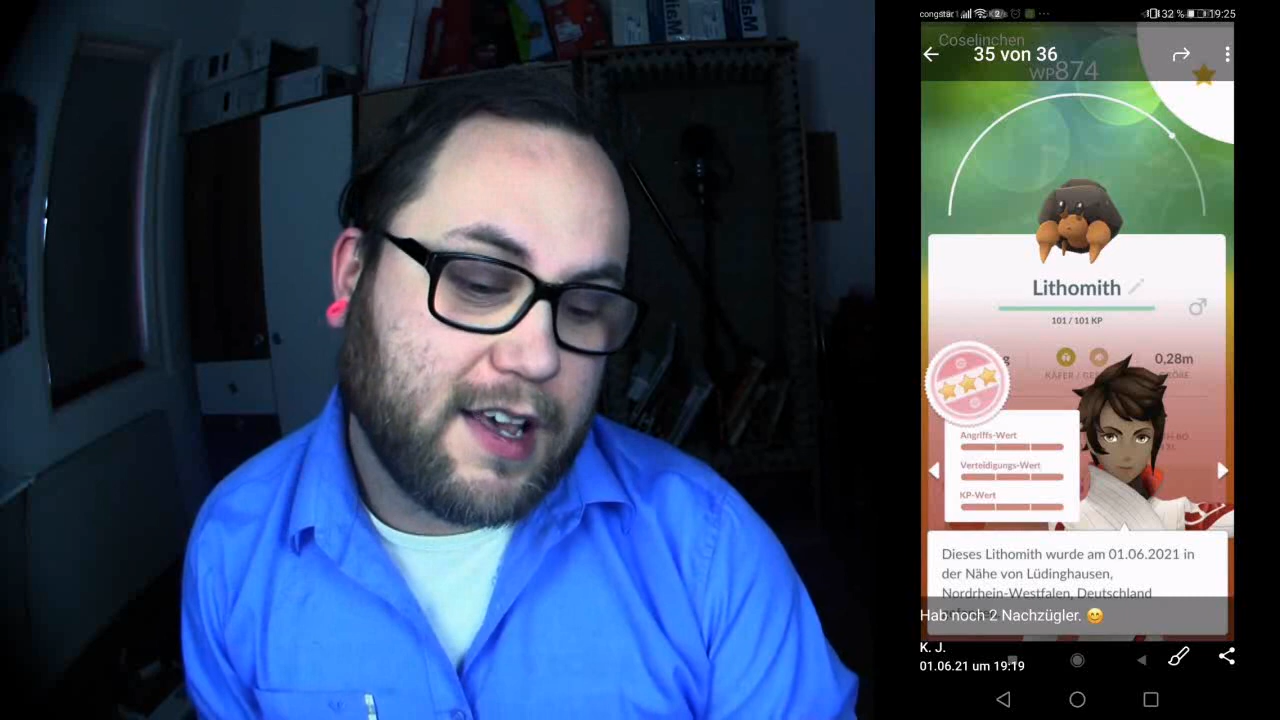 congstar
32 %
19:25
Coselinchen
35 von 36
WP874
Lithomith
101 / 101 KP
g
0,28m
KÄFER /
Angriffs-Wert
Verteidigungs-Wert
KP-Wert
Dieses Lithomith wurde am 01.06.2021 in
der Nähe von Lüdinghausen,
Nordrhein-Westfalen, Deutschland
Hab noch 2 Nachzügler. 😊
K. J.
01.06.21 um 19:19